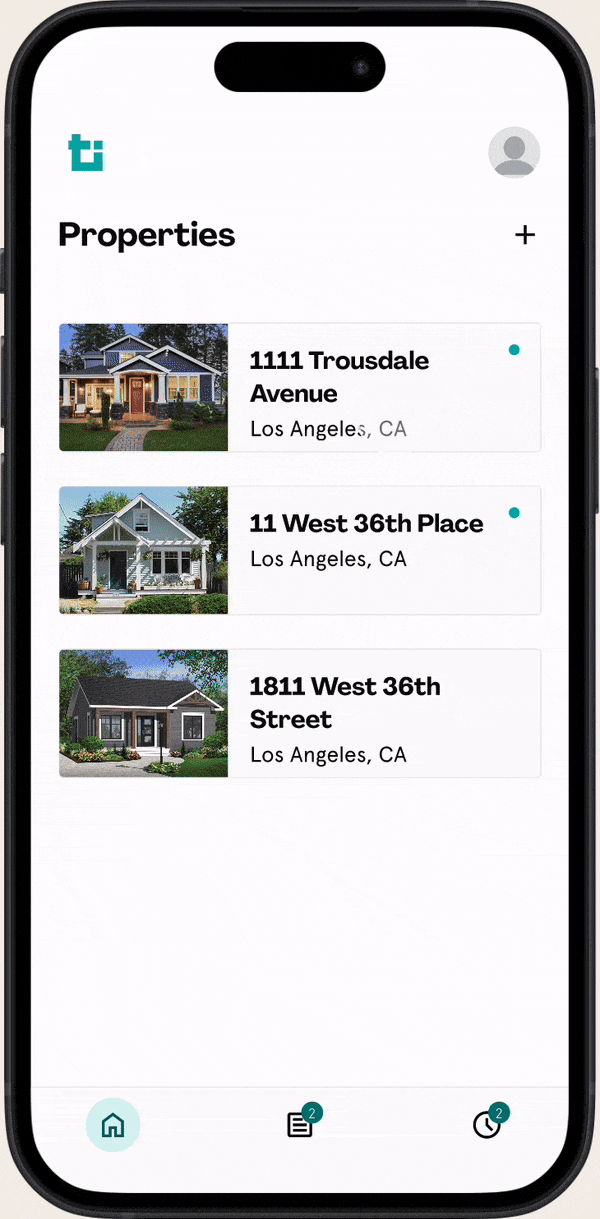 ti
Properties
1111 Trousdale
Avenue
Los Angeles, CA
11 West 36th Place
Los Angeles, CA
1811 West 36th
Street
Los Angeles, CA
2
2